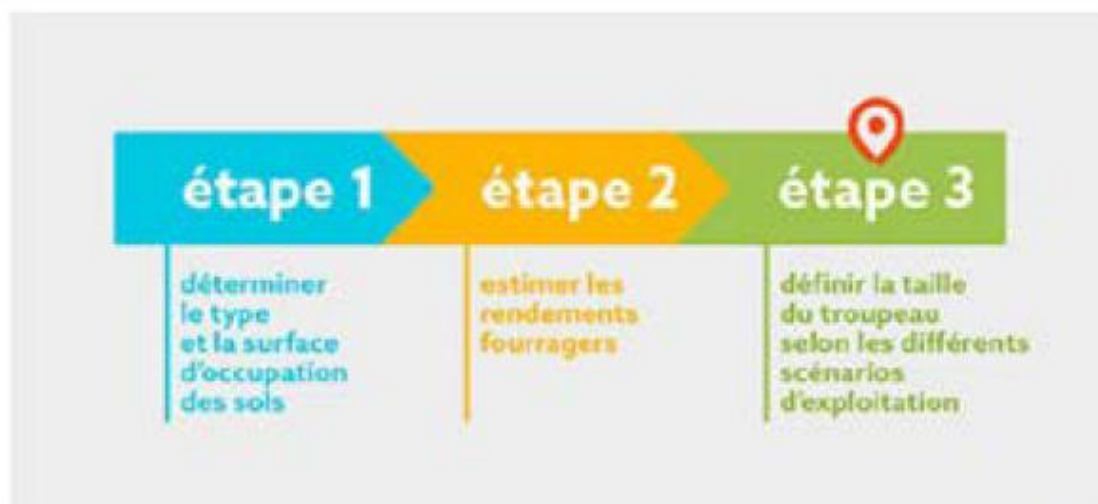 étape 1
étape 2
étape 3
déterminer
le type
et la surface
d'occupation
des sols
estimer les
rendements
fourragers
définir la taille
du troupeau
selon les différents
scénarios
d'exploitation